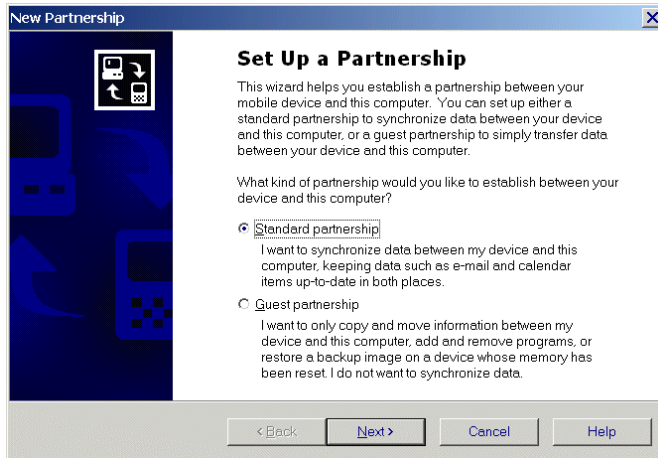 New Partnership
Set Up a Partnership
This wizard helps you establish a partnership between your
mobile device and this computer. You can set up either a
standard partnership to synchronize data between your device
and this computer, or a guest partnership to simply transfer data
between your device and this computer.
What kind of partnership would you like to establish between your
device and this computer?
Standard partnership
I want to synchronize data between my device and this
computer, keeping data such as e-mail and calendar
items up-to-date in both places.
Guest partnership
I want to only copy and move information between my
device and this computer, add and remove programs, or
restore a backup image on a device whose memory has
been reset. I do not want to synchronize data.
< Back Next > Cancel Help